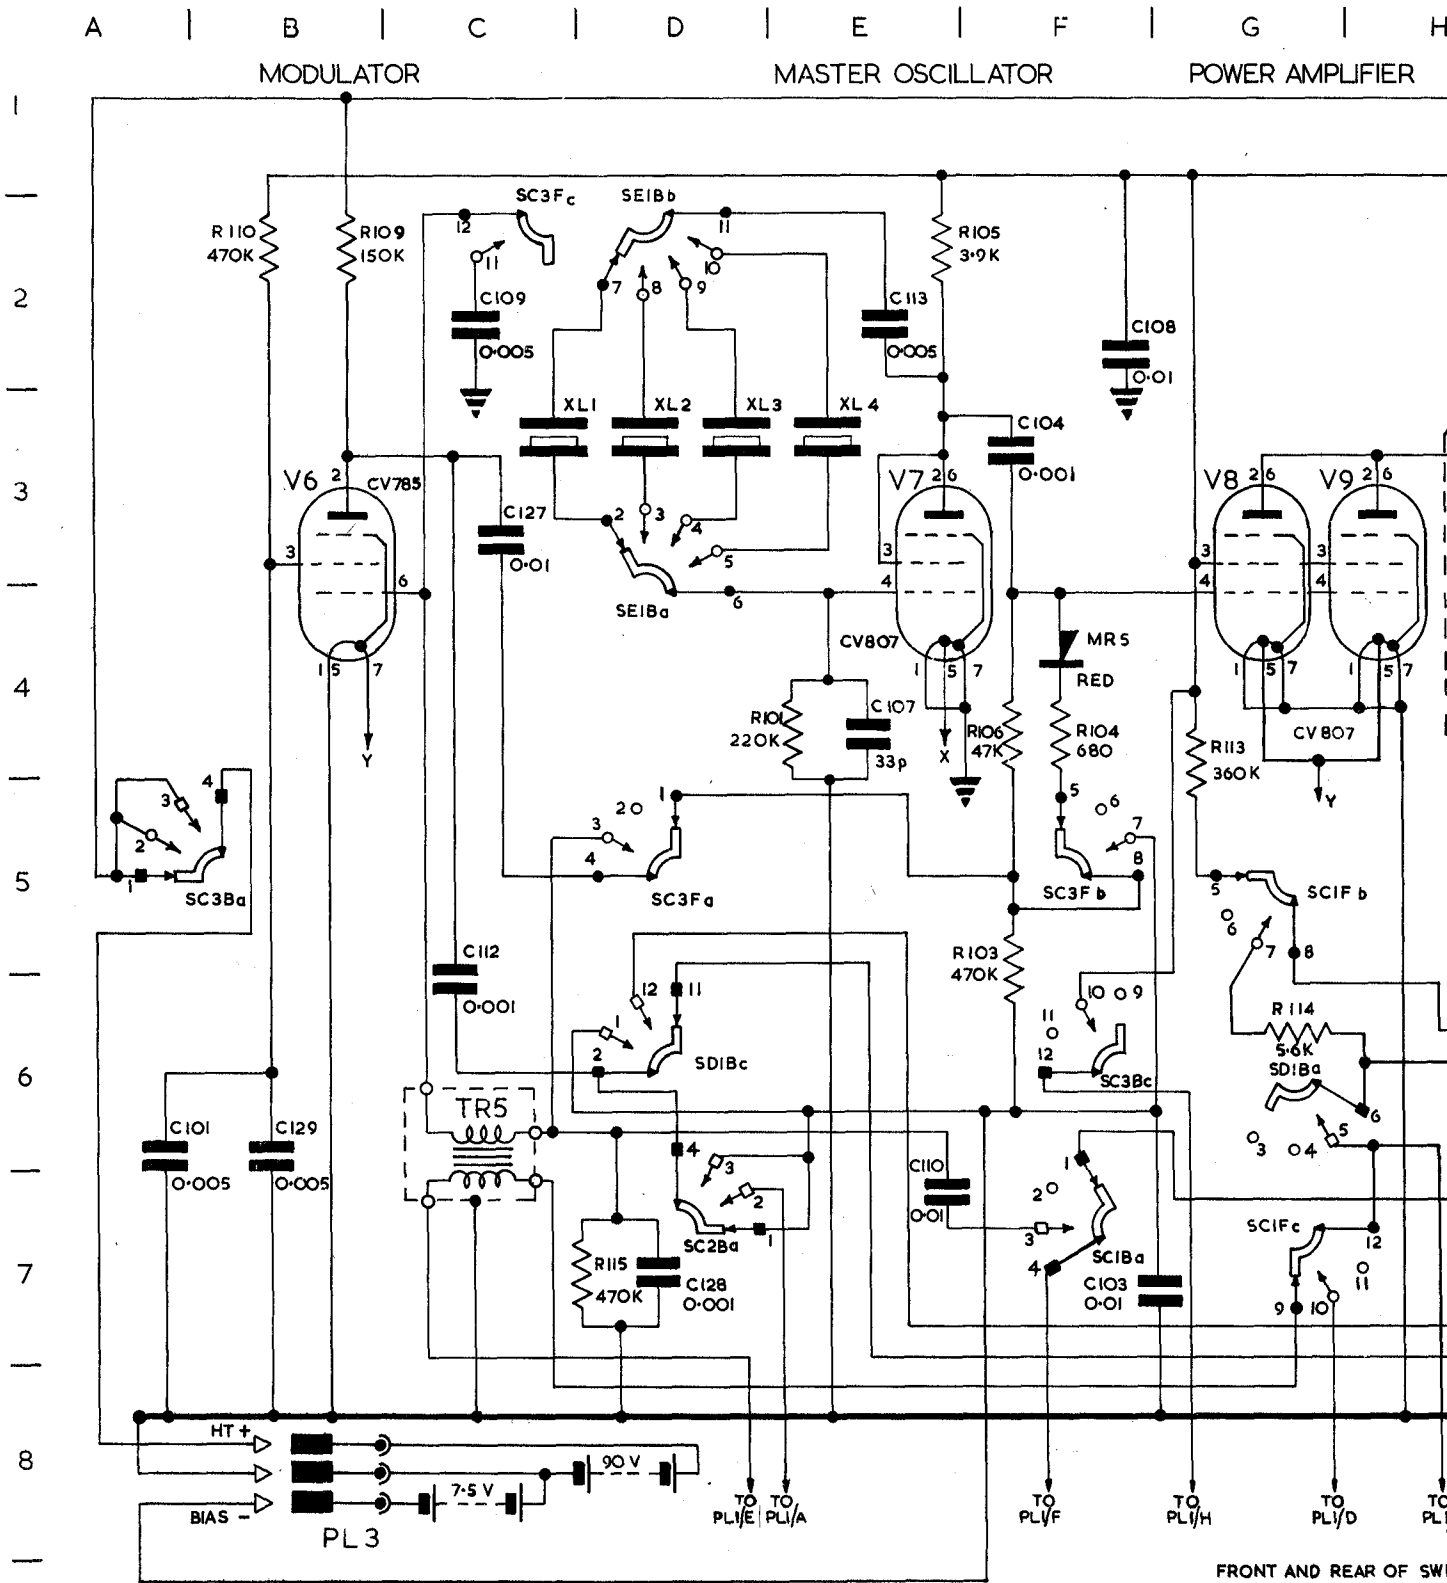 A | B | C | D | E | F | G | H
MODULATOR
MASTER OSCILLATOR
POWER AMPLIFIER
1
SC3Fc
SE1Bb
12
11
R110
470K
R109
150K
11
R105
3·9K
10
7
8
9
2
C109
0·005
C113
0·005
C108
0·01
XL1
XL2
XL3
XL4
C104
0·001
3
V6
2
CV785
V7
2 6
V8
2 6
V9
2 6
C127
0·01
2
3
4
5
3
3
3
3
6
4
4
4
SE1Ba
6
CV807
MR5
RED
1
5
7
1
5
7
1
5
7
1
5
7
4
R101
220K
C107
33p
X
R106
47K
R104
680
CV807
R113
360K
Y
Y
4
3
2
1
SC3Ba
2
1
3
4
SC3Fa
5
6
7
8
SC3Fb
5
SC1Fb
6
7
8
5
C112
0·001
R103
470K
12
11
1
2
SD1Bc
10
9
11
12
SC3Bc
R114
5·6K
SD1Ba
6
5
3
4
6
TR5
C101
0·005
C129
0·005
4
3
2
1
SC2Ba
C110
0·01
1
2
3
4
SC1Ba
SC1Fc
12
11
9
10
7
R115
470K
C128
0·001
C103
0·01
HT +
8
90 V
7·5 V
BIAS –
PL3
TO
PL1/E
TO
PL1/A
TO
PL1/F
TO
PL1/H
TO
PL1/D
TO
PL1
FRONT AND REAR OF SW